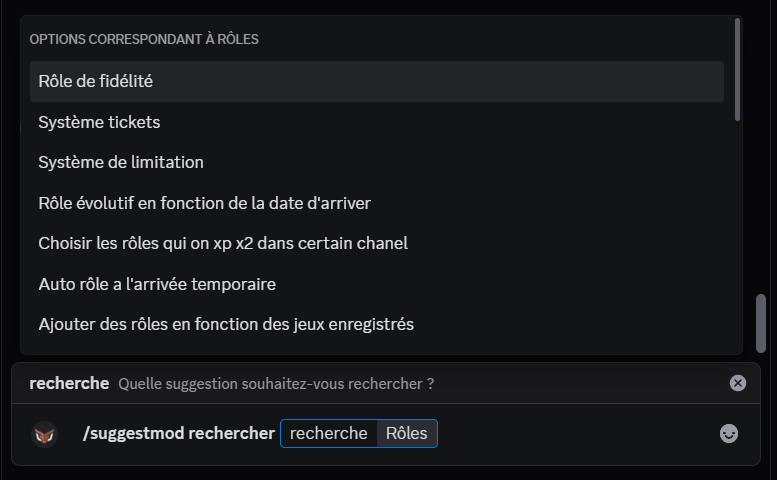 OPTIONS CORRESPONDANT À RÔLES
Rôle de fidélité
Système tickets
Système de limitation
Rôle évolutif en fonction de la date d'arriver
Choisir les rôles qui on xp x2 dans certain chanel
Auto rôle a l'arrivée temporaire
Ajouter des rôles en fonction des jeux enregistrés
recherche Quelle suggestion souhaitez-vous rechercher ?
/suggestmod rechercher recherche Rôles